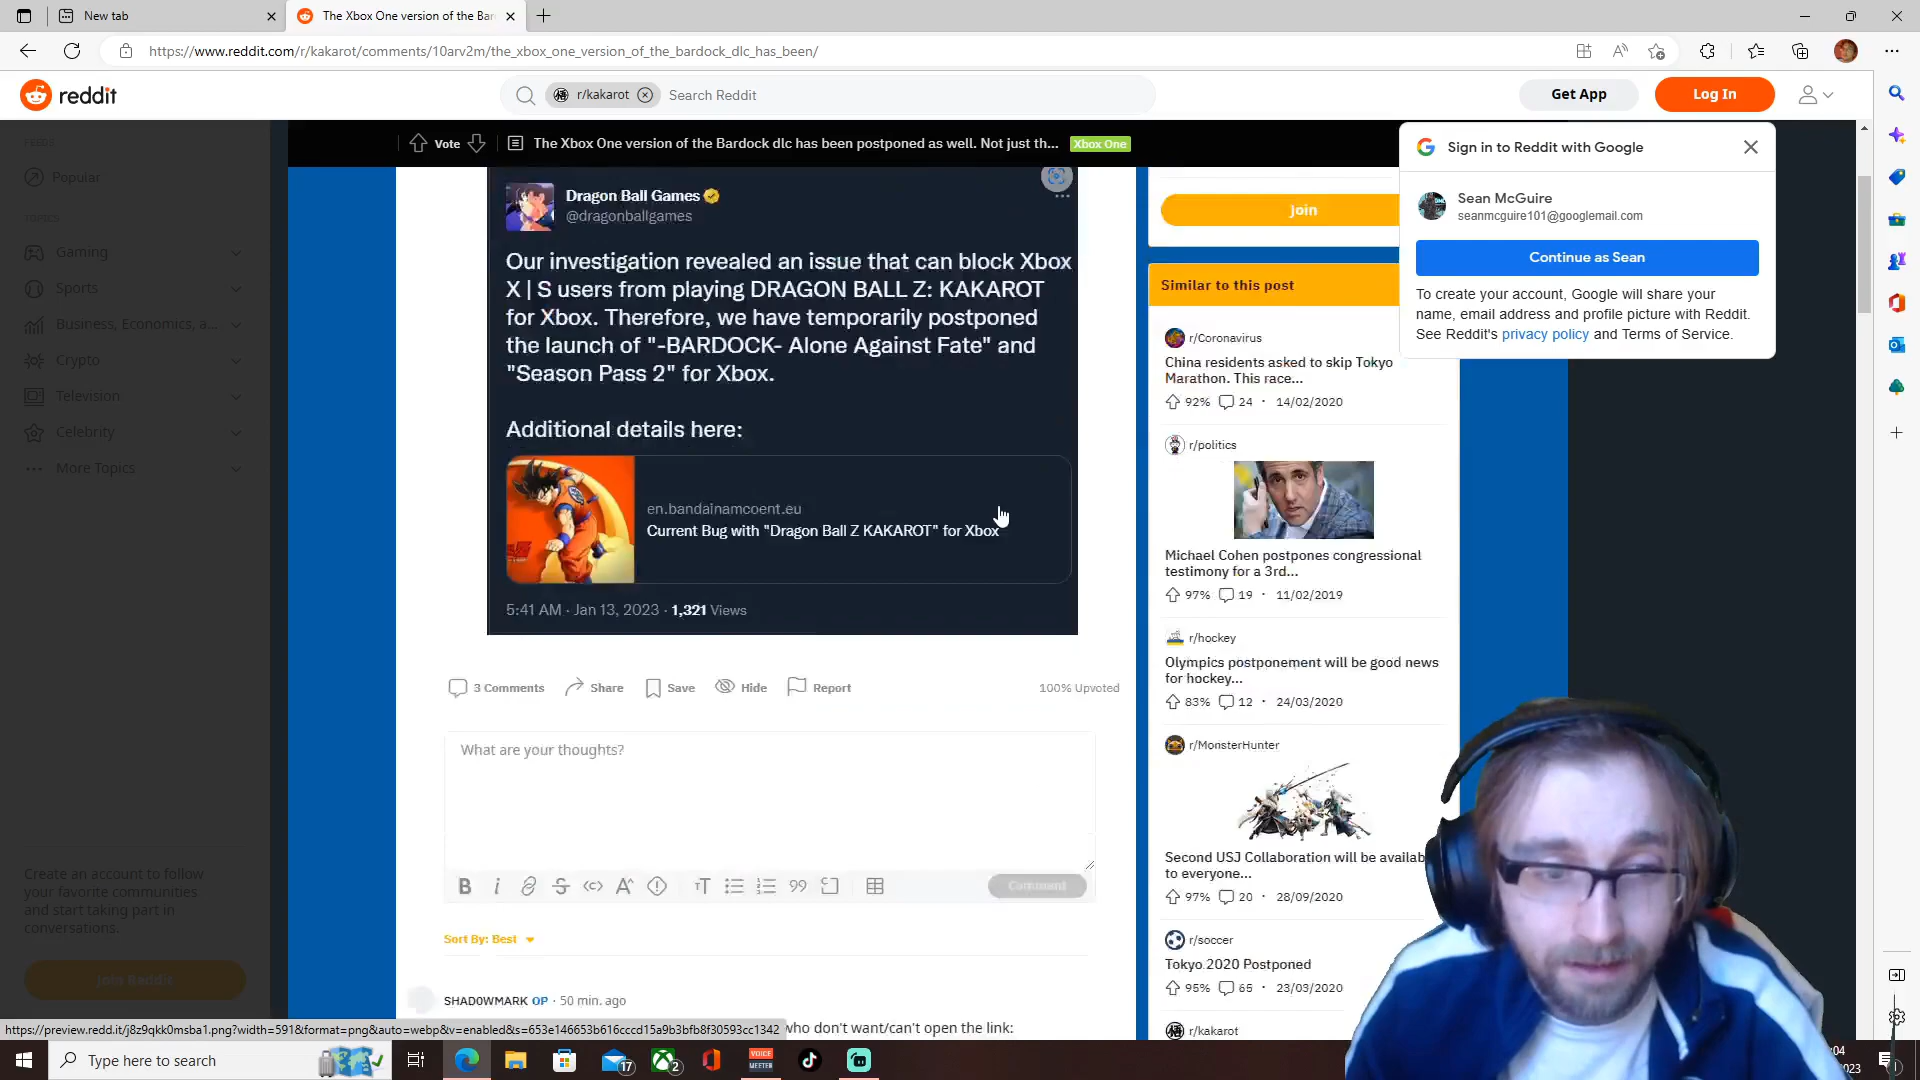 New tab
The Xbox One version of the Bar
https://www.reddit.com/r/kakarot/comments/10arv2m/the_xbox_one_version_of_the_bardock_dlc_has_been/
reddit
r/kakarot
Search Reddit
Get App
Log In
FEEDS
Popular
TOPICS
Gaming
Sports
Business, Economics, a...
Crypto
Television
Celebrity
More Topics
Create an account to follow
your favorite communities
and start taking part in
conversations.
Join Reddit
Vote
The Xbox One version of the Bardock dlc has been postponed as well. Not just th...
Xbox One
Dragon Ball Games
@dragonballgames
Our investigation revealed an issue that can block Xbox
X | S users from playing DRAGON BALL Z: KAKAROT
for Xbox. Therefore, we have temporarily postponed
the launch of "-BARDOCK- Alone Against Fate" and
"Season Pass 2" for Xbox.
Additional details here:
en.bandainamcoent.eu
Current Bug with "Dragon Ball Z KAKAROT" for Xbox
5:41 AM · Jan 13, 2023 · 1,321 Views
3 Comments
Share
Save
Hide
Report
100% Upvoted
What are your thoughts?
Comment
Sort By: Best
SHADOWMARK OP · 50 min. ago
who don't want/can't open the link:
https://preview.redd.it/j8z9qkk0msba1.png?width=591&format=png&auto=webp&v=enabled&s=653e146653b616cccd15a9b3bfb8f30593cc1342
Join
Similar to this post
r/Coronavirus
China residents asked to skip Tokyo
Marathon. This race...
92% 24 · 14/02/2020
r/politics
Michael Cohen postpones congressional
testimony for a 3rd...
97% 19 · 11/02/2019
r/hockey
Olympics postponement will be good news
for hockey...
83% 12 · 24/03/2020
r/MonsterHunter
Second USJ Collaboration will be availab
to everyone...
97% 20 · 28/09/2020
r/soccer
Tokyo 2020 Postponed
95% 65 · 23/03/2020
r/kakarot
Sign in to Reddit with Google
Sean McGuire
seanmcguire101@googlemail.com
Continue as Sean
To create your account, Google will share your
name, email address and profile picture with Reddit.
See Reddit's privacy policy and Terms of Service.
Type here to search
17
2
VOICE
MEETER
:04
2023
1